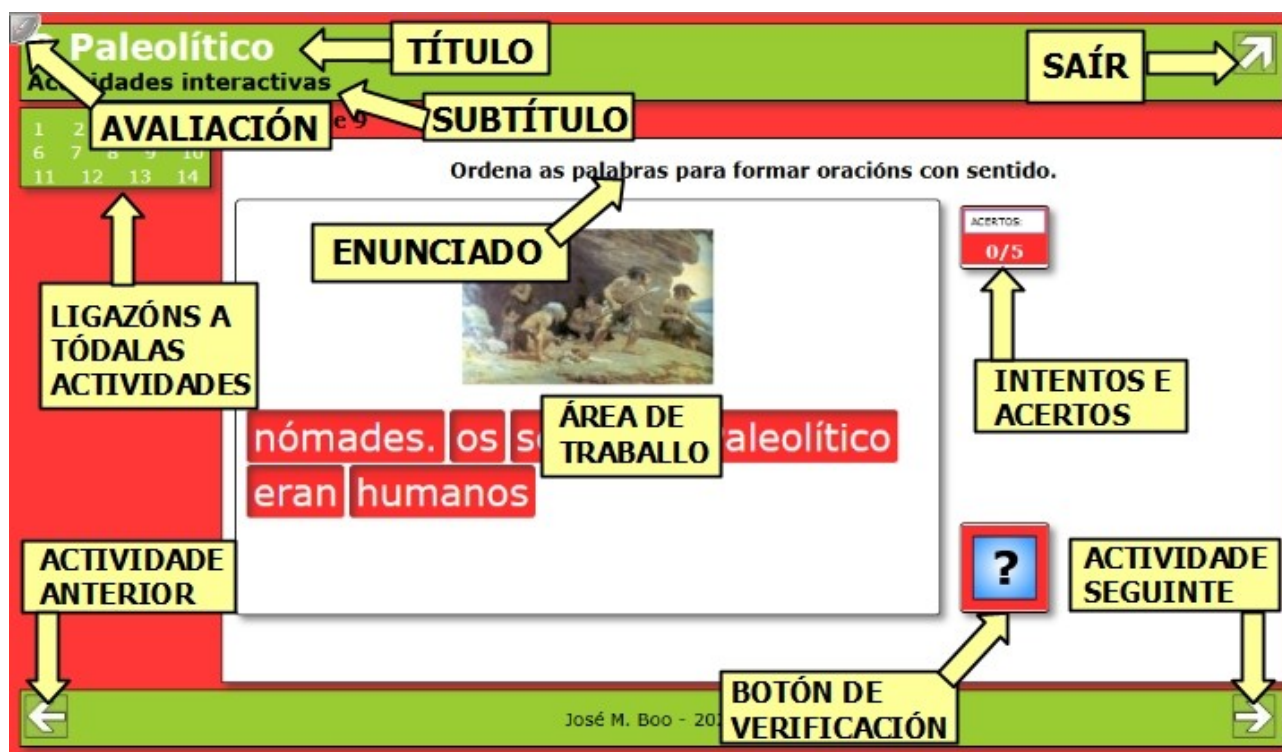 Paleolítico
TÍTULO
SAÍR
interactivas
AVALIACIÓN
SUBTÍTULO
1 2
6 7 8 9 10
11 12 13 14
Ordena as palabras para formar oracións con sentido.
ENUNCIADO
ACERTOS:
0/5
LIGAZÓNS A
TÓDALAS
ACTIVIDADES
INTENTOS E
ACERTOS
ÁREA DE
TRABALLO
nómades. os Paleolítico
eran humanos
ACTIVIDADE
ANTERIOR
?
ACTIVIDADE
SEGUINTE
BOTÓN DE
VERIFICACIÓN
José M. Boo